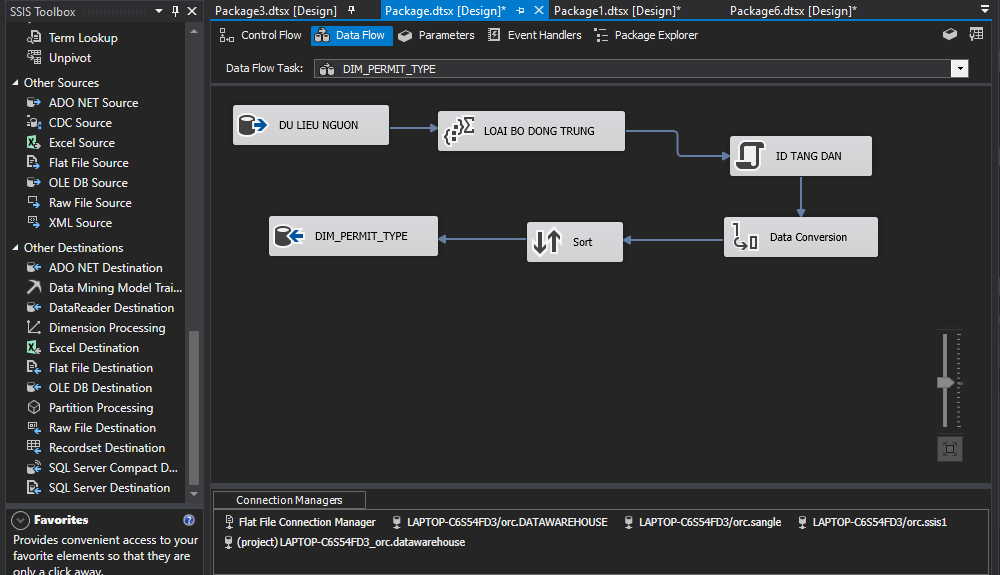 SSIS Toolbox
Term Lookup
Unpivot
Other Sources
ADO NET Source
CDC Source
Excel Source
Flat File Source
OLE DB Source
Raw File Source
XML Source
Other Destinations
ADO NET Destination
Data Mining Model Trai...
DataReader Destination
Dimension Processing
Excel Destination
Flat File Destination
OLE DB Destination
Partition Processing
Raw File Destination
Recordset Destination
SQL Server Compact D...
SQL Server Destination
Favorites
Provides convenient access to your
favorite elements so that they are
only a click away.
Package3.dtsx [Design] Package.dtsx [Design]* Package1.dtsx [Design]* Package6.dtsx [Design]*
Control Flow Data Flow Parameters Event Handlers Package Explorer
Data Flow Task: DIM_PERMIT_TYPE
DU LIEU NGUON
LOAI BO DONG TRUNG
ID TANG DAN
DIM_PERMIT_TYPE
Sort
Data Conversion
Connection Managers
Flat File Connection Manager LAPTOP-C6S54FD3/orc.DATAWAREHOUSE LAPTOP-C6S54FD3/orc.sangle LAPTOP-C6S54FD3/orc.ssis1
(project) LAPTOP-C6S54FD3_orc.datawarehouse